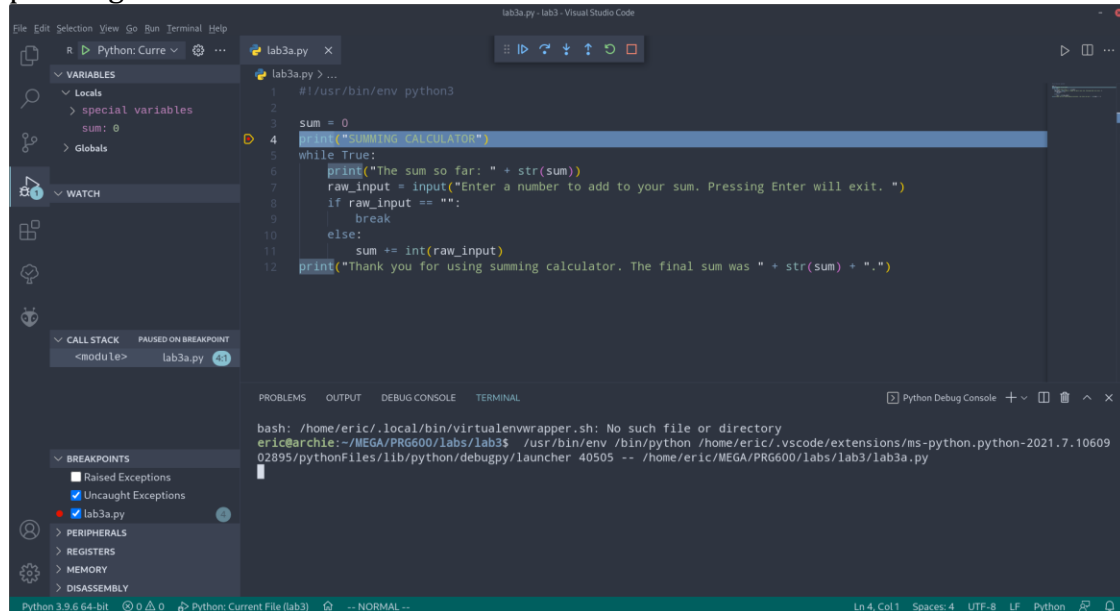 lab3a.py - lab3 - Visual Studio Code
File Edit Selection View Go Run Terminal Help
R Python: Curre
lab3a.py
VARIABLES
Locals
special variables
sum: 0
Globals
WATCH
CALL STACK PAUSED ON BREAKPOINT
<module> lab3a.py 4:1
BREAKPOINTS
Raised Exceptions
Uncaught Exceptions
lab3a.py 4
PERIPHERALS
REGISTERS
MEMORY
DISASSEMBLY
1
lab3a.py > ...
1 #!/usr/bin/env python3
2
3 sum = 0
4 print("SUMMING CALCULATOR")
5 while True:
6 print("The sum so far: " + str(sum))
7 raw_input = input("Enter a number to add to your sum. Pressing Enter will exit. ")
8 if raw_input == "":
9 break
10 else:
11 sum += int(raw_input)
12 print("Thank you for using summing calculator. The final sum was " + str(sum) + ".")
PROBLEMS OUTPUT DEBUG CONSOLE TERMINAL Python Debug Console
bash: /home/eric/.local/bin/virtualenvwrapper.sh: No such file or directory
eric@archie:~/MEGA/PRG600/labs/lab3$ /usr/bin/env /bin/python /home/eric/.vscode/extensions/ms-python.python-2021.7.10609
02895/pythonFiles/lib/python/debugpy/launcher 40505 -- /home/eric/MEGA/PRG600/labs/lab3/lab3a.py
Python 3.9.6 64-bit 0 0 Python: Current File (lab3) -- NORMAL -- Ln 4, Col 1 Spaces: 4 UTF-8 LF Python